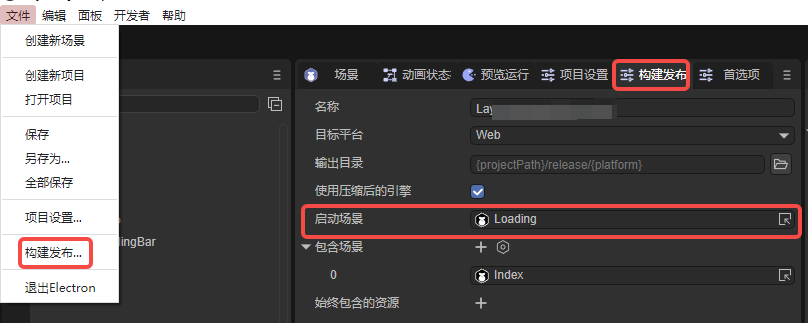 文件 编辑 面板 开发者 帮助
创建新场景
创建新项目
打开项目
保存
另存为...
全部保存
项目设置...
构建发布...
退出Electron
dingBar
场景 动画状态 预览运行 项目设置 构建发布 首选项
名称 Lay
目标平台 Web
输出目录 {projectPath}/release/{platform}
使用压缩后的引擎
启动场景 Loading
包含场景
0 Index
始终包含的资源